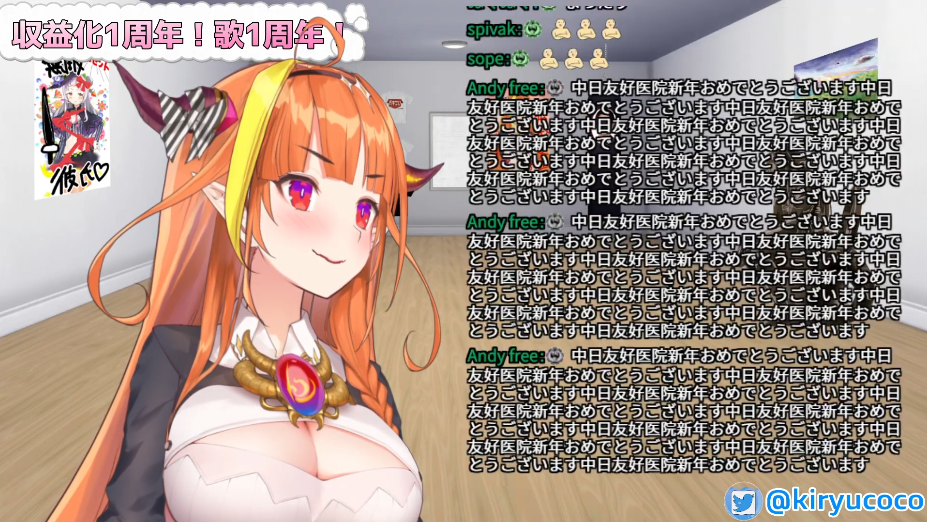 収益化1周年！歌1周年！
彼氏♡
spivak:
sope:
Andy free: 中日友好医院新年おめでとうございます中日
友好医院新年おめでとうございます中日友好医院新年おめで
とうございます中日友好医院新年おめでとうございます中日
友好医院新年おめでとうございます中日友好医院新年おめで
とうございます中日友好医院新年おめでとうございます中日
友好医院新年おめでとうございます中日友好医院新年おめで
とうございます中日友好医院新年おめでとうございます
Andy free: 中日友好医院新年おめでとうございます中日
友好医院新年おめでとうございます中日友好医院新年おめで
とうございます中日友好医院新年おめでとうございます中日
友好医院新年おめでとうございます中日友好医院新年おめで
とうございます中日友好医院新年おめでとうございます中日
友好医院新年おめでとうございます中日友好医院新年おめで
とうございます中日友好医院新年おめでとうございます
Andy free: 中日友好医院新年おめでとうございます中日
友好医院新年おめでとうございます中日友好医院新年おめで
とうございます中日友好医院新年おめでとうございます中日
友好医院新年おめでとうございます中日友好医院新年おめで
とうございます中日友好医院新年おめでとうございます中日
友好医院新年おめでとうございます中日友好医院新年おめで
とうございます中日友好医院新年おめでとうございます
@kiryucoco